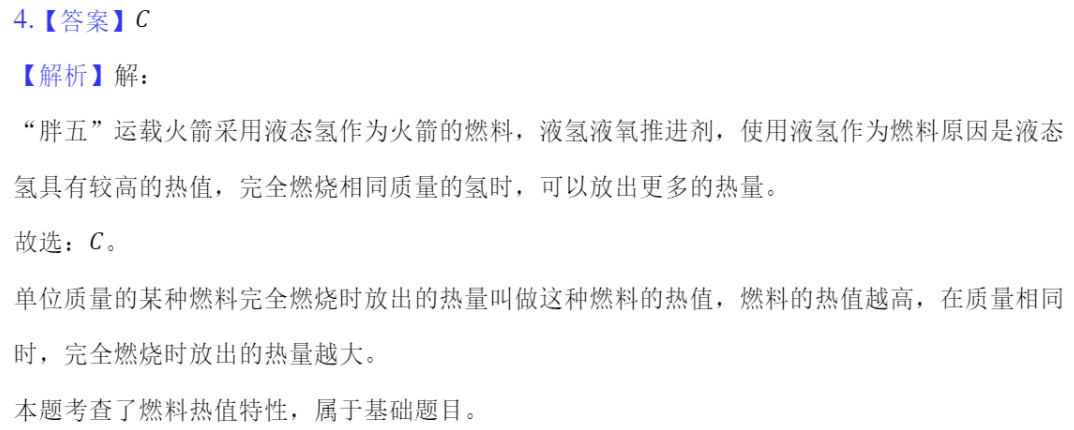 4.【答案】C
【解析】解：
“胖五”运载火箭采用液态氢作为火箭的燃料，液氢液氧推进剂，使用液氢作为燃料原因是液态
氢具有较高的热值，完全燃烧相同质量的氢时，可以放出更多的热量。
故选：C。
单位质量的某种燃料完全燃烧时放出的热量叫做这种燃料的热值，燃料的热值越高，在质量相同
时，完全燃烧时放出的热量越大。
本题考查了燃料热值特性，属于基础题目。